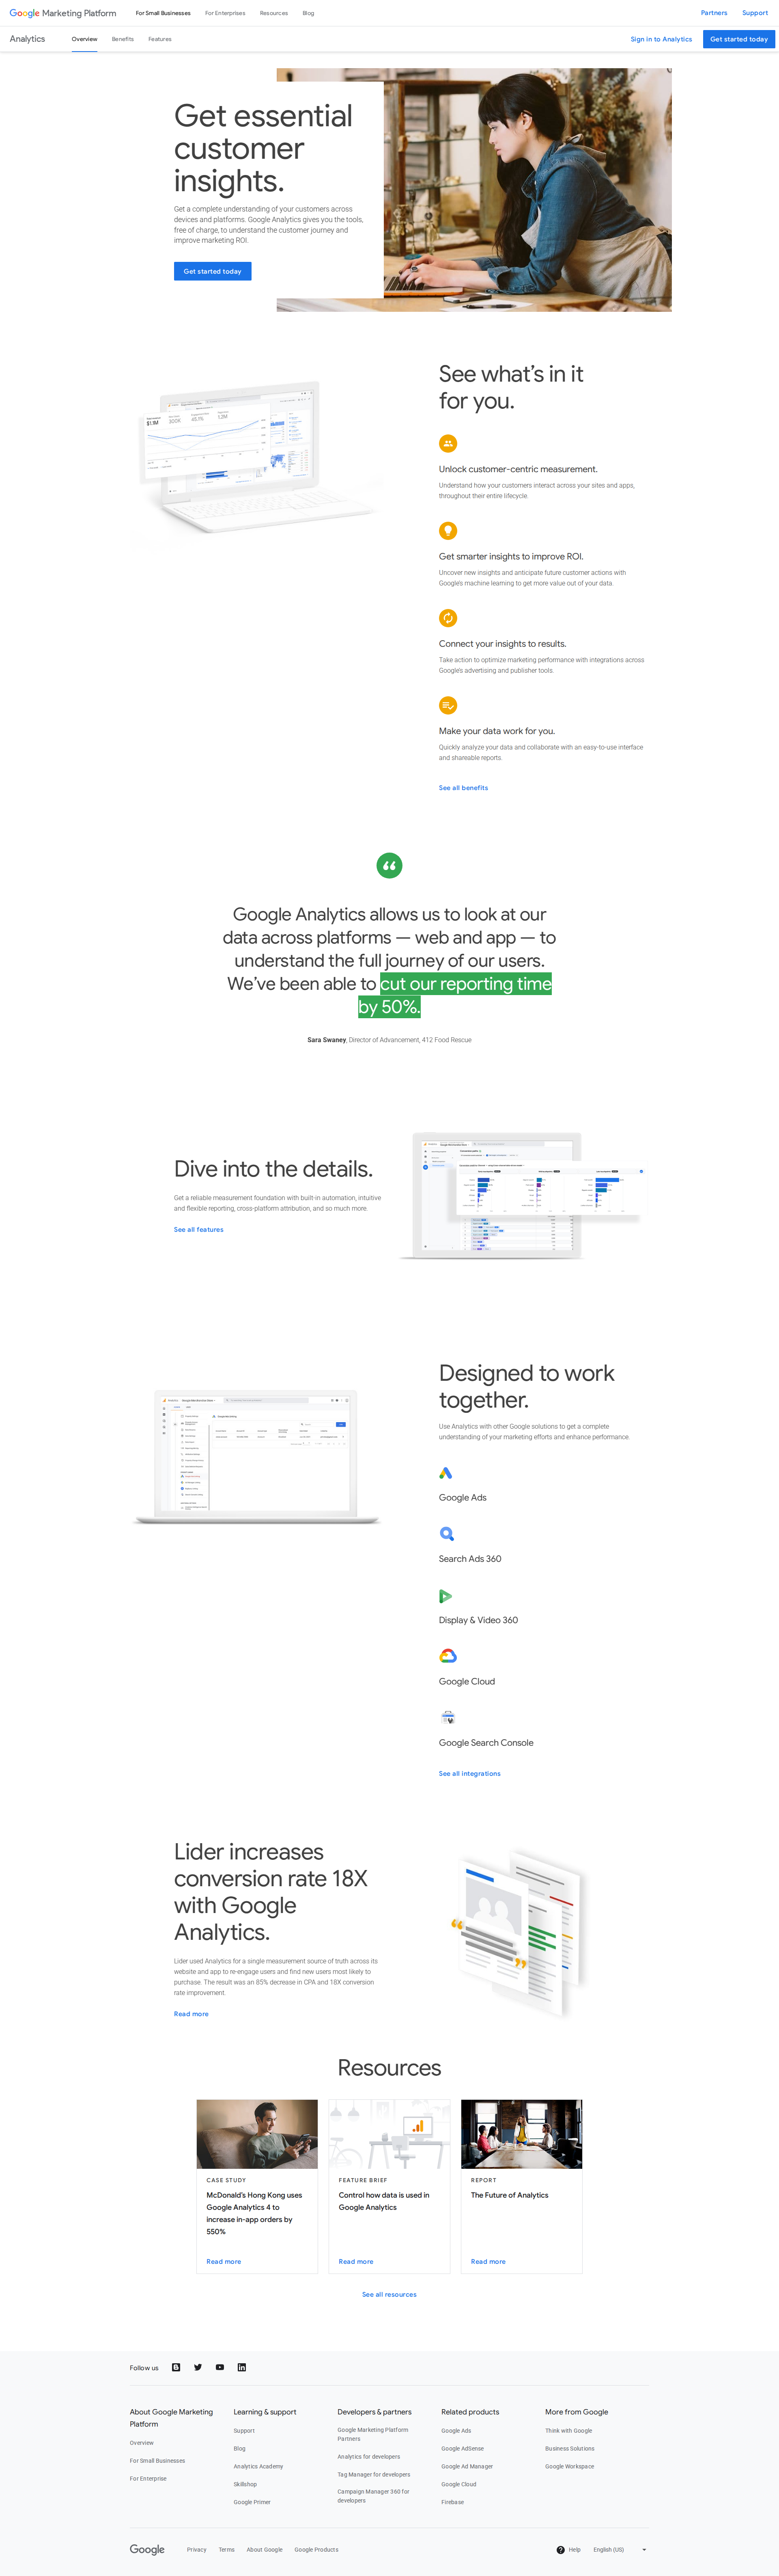 Google Marketing Platform
For Small Businesses
For Enterprises
Resources
Blog
Partners
Support
Analytics
Overview
Benefits
Features
Sign in to Analytics
Get started today
Get essential
customer
insights.
Get a complete understanding of your customers across
devices and platforms. Google Analytics gives you the tools,
free of charge, to understand the customer journey and
improve marketing ROI.
Get started today
See what’s in it
for you.
Unlock customer-centric measurement.
Understand how your customers interact across your sites and apps,
throughout their entire lifecycle.
Get smarter insights to improve ROI.
Uncover new insights and anticipate future customer actions with
Google’s machine learning to get more value out of your data.
Connect your insights to results.
Take action to optimize marketing performance with integrations across
Google’s advertising and publisher tools.
Make your data work for you.
Quickly analyze your data and collaborate with an easy-to-use interface
and shareable reports.
See all benefits
Google Analytics allows us to look at our
data across platforms — web and app — to
understand the full journey of our users.
We’ve been able to cut our reporting time
by 50%.
Sara Swaney, Director of Advancement, 412 Food Rescue
Dive into the details.
Get a reliable measurement foundation with built-in automation, intuitive
and flexible reporting, cross-platform attribution, and so much more.
See all features
Designed to work
together.
Use Analytics with other Google solutions to get a complete
understanding of your marketing efforts and enhance performance.
Google Ads
Search Ads 360
Display & Video 360
Google Cloud
Google Search Console
See all integrations
Lider increases
conversion rate 18X
with Google
Analytics.
Lider used Analytics for a single measurement source of truth across its
website and app to re-engage users and find new users most likely to
purchase. The result was an 85% decrease in CPA and 18X conversion
rate improvement.
Read more
Resources
CASE STUDY
McDonald’s Hong Kong uses
Google Analytics 4 to
increase in-app orders by
550%
Read more
FEATURE BRIEF
Control how data is used in
Google Analytics
Read more
REPORT
The Future of Analytics
Read more
See all resources
Follow us
About Google Marketing
Platform
Overview
For Small Businesses
For Enterprise
Learning & support
Support
Blog
Analytics Academy
Skillshop
Google Primer
Developers & partners
Google Marketing Platform
Partners
Analytics for developers
Tag Manager for developers
Campaign Manager 360 for
developers
Related products
Google Ads
Google AdSense
Google Ad Manager
Google Cloud
Firebase
More from Google
Think with Google
Business Solutions
Google Workspace
Google
Privacy
Terms
About Google
Google Products
Help
English (US)